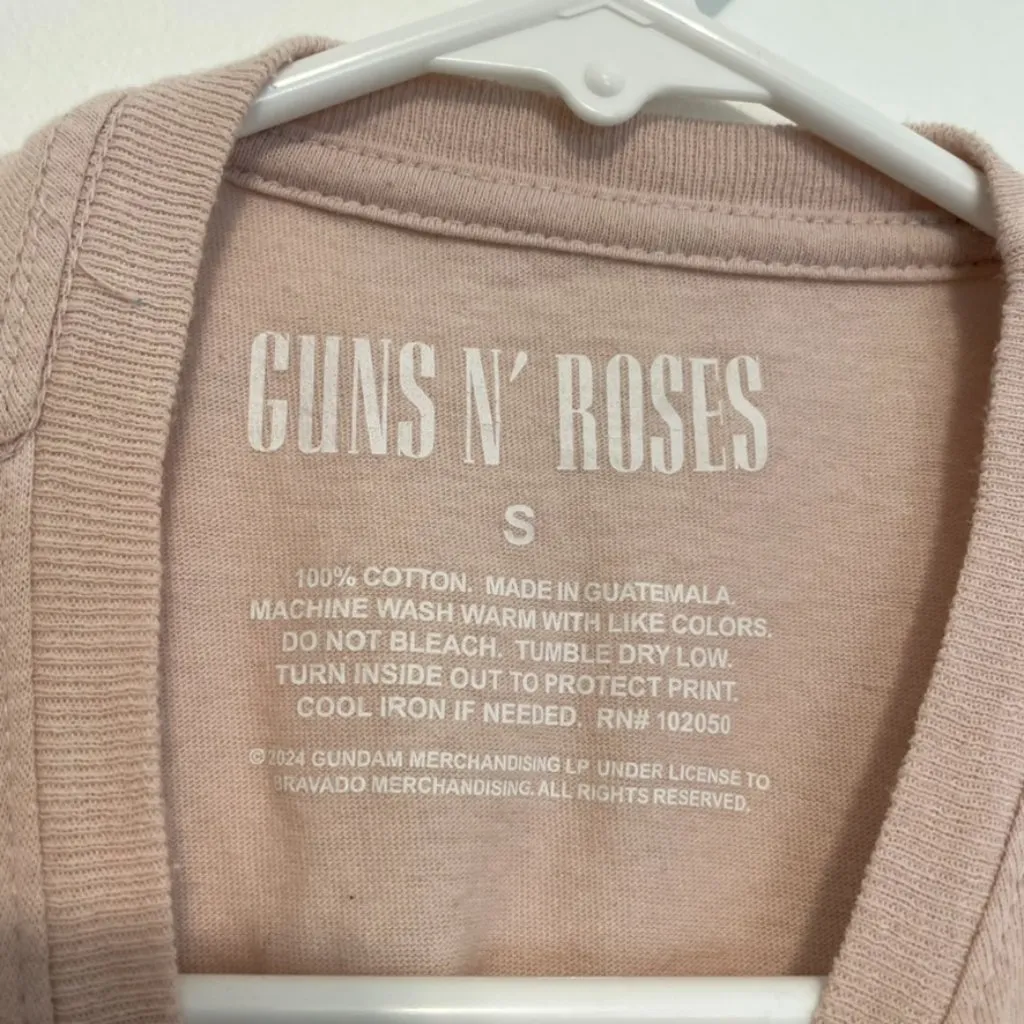 GUNS N' ROSES
S
100% COTTON. MADE IN GUATEMALA.
MACHINE WASH WARM WITH LIKE COLORS.
DO NOT BLEACH. TUMBLE DRY LOW.
TURN INSIDE OUT TO PROTECT PRINT.
COOL IRON IF NEEDED. RN# 102050
©2024 GUNDAM MERCHANDISING LP UNDER LICENSE TO
BRAVADO MERCHANDISING. ALL RIGHTS RESERVED.